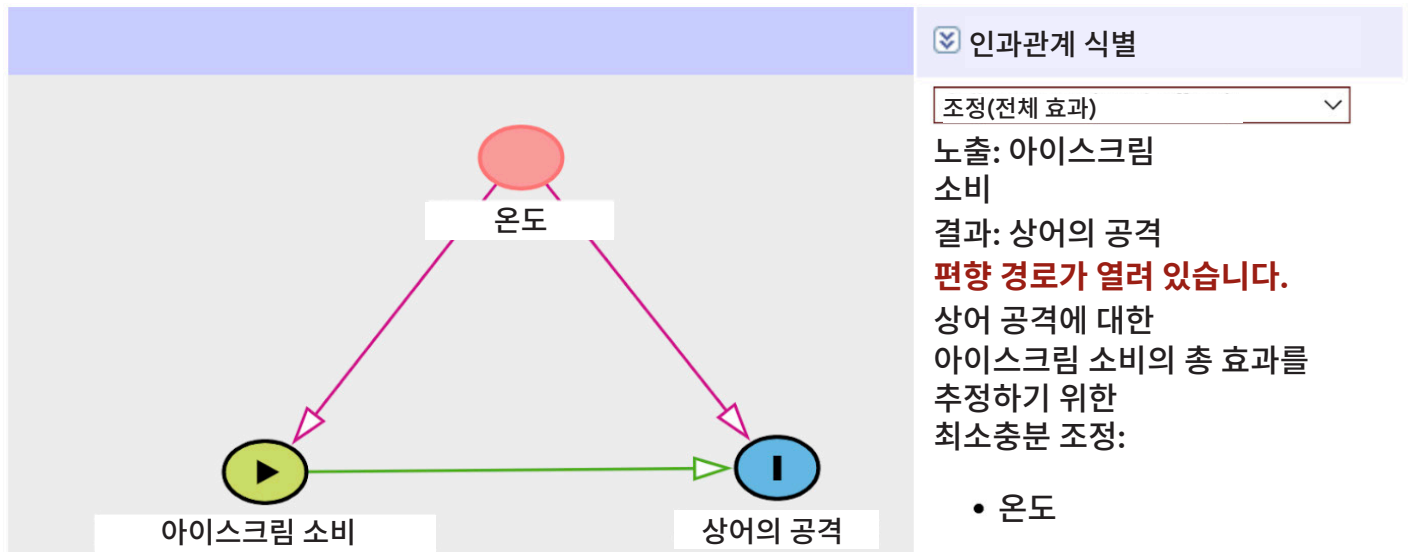 온도
아이스크림 소비
상어의 공격
인과관계 식별
조정(전체 효과)
노출: 아이스크림
소비
결과: 상어의 공격
편향 경로가 열려 있습니다.
상어 공격에 대한
아이스크림 소비의 총 효과를
추정하기 위한
최소충분 조정:
• 온도